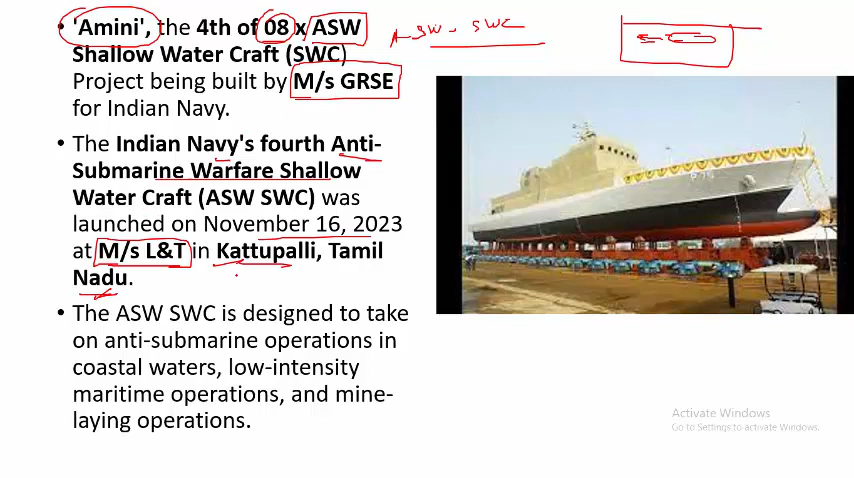 • 'Amini', the 4th of 08 x ASW
Shallow Water Craft (SWC)
Project being built by M/s GRSE
for Indian Navy.
• The Indian Navy's fourth Anti-
Submarine Warfare Shallow
Water Craft (ASW SWC) was
launched on November 16, 2023
at M/s L&T in Kattupalli, Tamil
Nadu.
• The ASW SWC is designed to take
on anti-submarine operations in
coastal waters, low-intensity
maritime operations, and mine-
laying operations.
ASW - SWC
Activate Windows
Go to Settings to activate Windows.